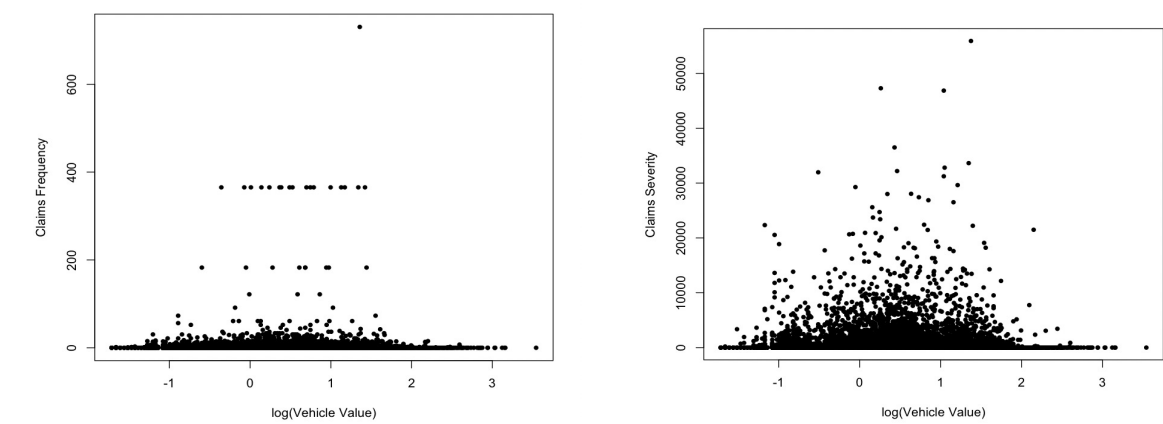 Claims Frequency
600
400
200
0
-1 0 1 2 3
log(Vehicle Value)
Claims Severity
50000
40000
30000
20000
10000
0
-1 0 1 2 3
log(Vehicle Value)